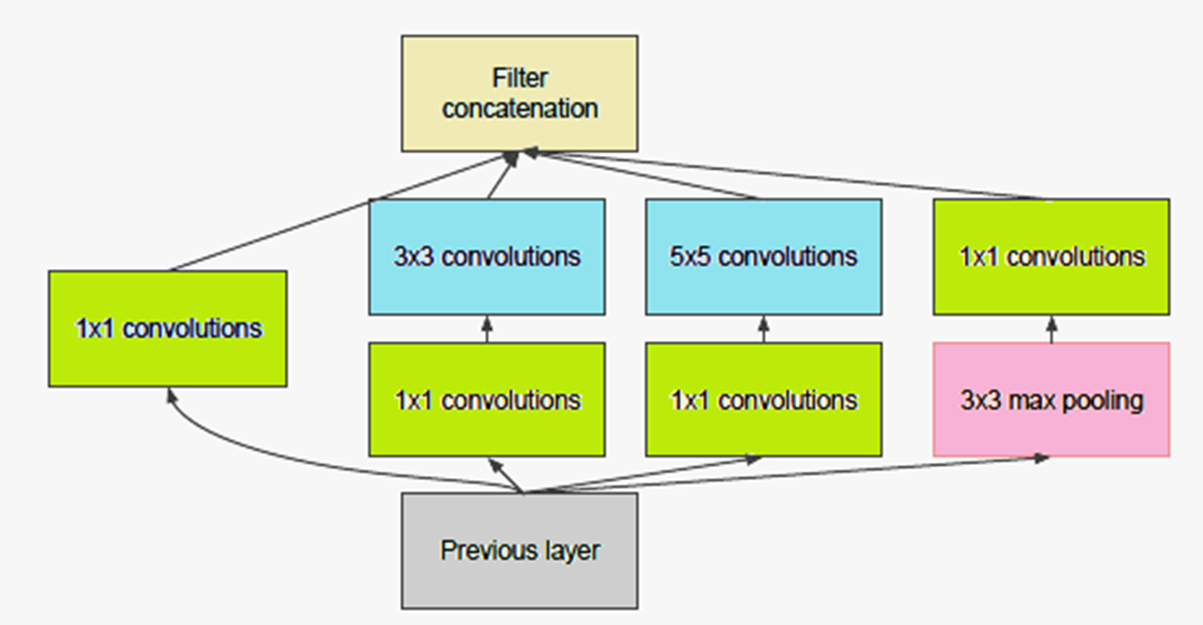 Filter
concatenation
3x3 convolutions
5x5 convolutions
1x1 convolutions
1x1 convolutions
1x1 convolutions
1x1 convolutions
3x3 max pooling
Previous layer